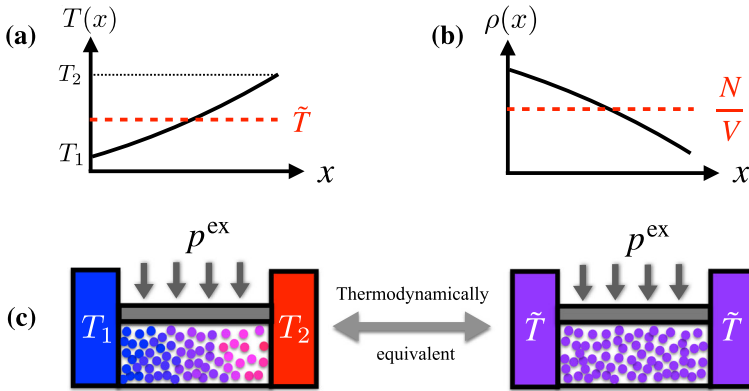 (a)
T(x)
T₂
T̃
T₁
x
(b)
ρ(x)
N
V
x
(c)
pᵉˣ
T₁
T₂
Thermodynamically
equivalent
pᵉˣ
T̃
T̃